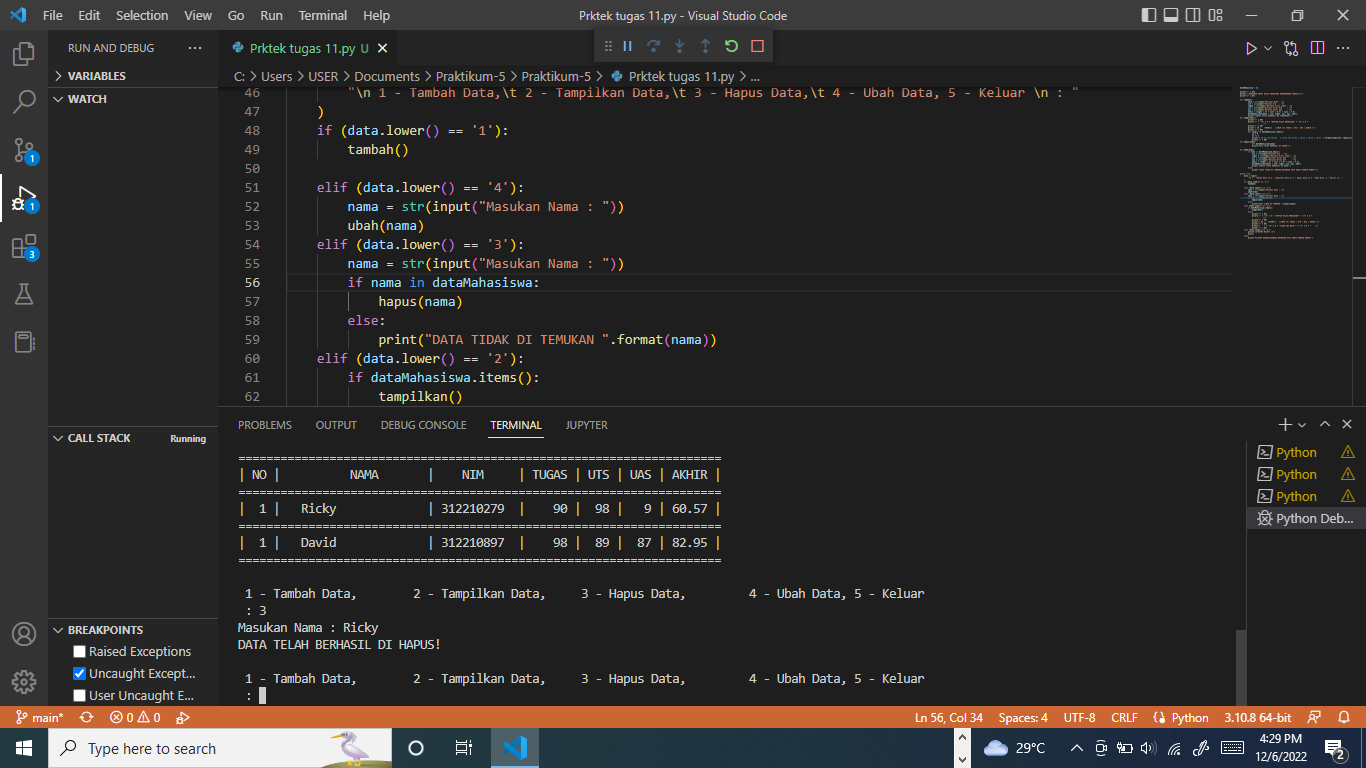 File Edit Selection View Go Run Terminal Help
Prktek tugas 11.py - Visual Studio Code
RUN AND DEBUG ···
Prktek tugas 11.py U
C: > Users > USER > Documents > Praktikum-5 > Praktikum-5 > Prktek tugas 11.py > ...
VARIABLES
WATCH
46 "\n 1 - Tambah Data,\t 2 - Tampilkan Data,\t 3 - Hapus Data,\t 4 - Ubah Data, 5 - Keluar \n : "
47 )
48 if (data.lower() == '1'):
49 tambah()
50
51 elif (data.lower() == '4'):
52 nama = str(input("Masukan Nama : "))
53 ubah(nama)
54 elif (data.lower() == '3'):
55 nama = str(input("Masukan Nama : "))
56 if nama in dataMahasiswa:
57 hapus(nama)
58 else:
59 print("DATA TIDAK DI TEMUKAN ".format(nama))
60 elif (data.lower() == '2'):
61 if dataMahasiswa.items():
62 tampilkan()
1
1
3
CALL STACK Running
BREAKPOINTS
Raised Exceptions
Uncaught Except...
User Uncaught E...
PROBLEMS OUTPUT DEBUG CONSOLE TERMINAL JUPYTER
=====================================================================
| NO | NAMA | NIM | TUGAS | UTS | UAS | AKHIR |
=====================================================================
| 1 | Ricky | 312210279 | 90 | 98 | 9 | 60.57 |
=====================================================================
| 1 | David | 312210897 | 98 | 89 | 87 | 82.95 |
=====================================================================
1 - Tambah Data, 2 - Tampilkan Data, 3 - Hapus Data, 4 - Ubah Data, 5 - Keluar
: 3
Masukan Nama : Ricky
DATA TELAH BERHASIL DI HAPUS!
1 - Tambah Data, 2 - Tampilkan Data, 3 - Hapus Data, 4 - Ubah Data, 5 - Keluar
:
Python
Python
Python
Python Deb...
main* 0 0
Ln 56, Col 34 Spaces: 4 UTF-8 CRLF Python 3.10.8 64-bit
Type here to search
29°C
4:29 PM
12/6/2022
2